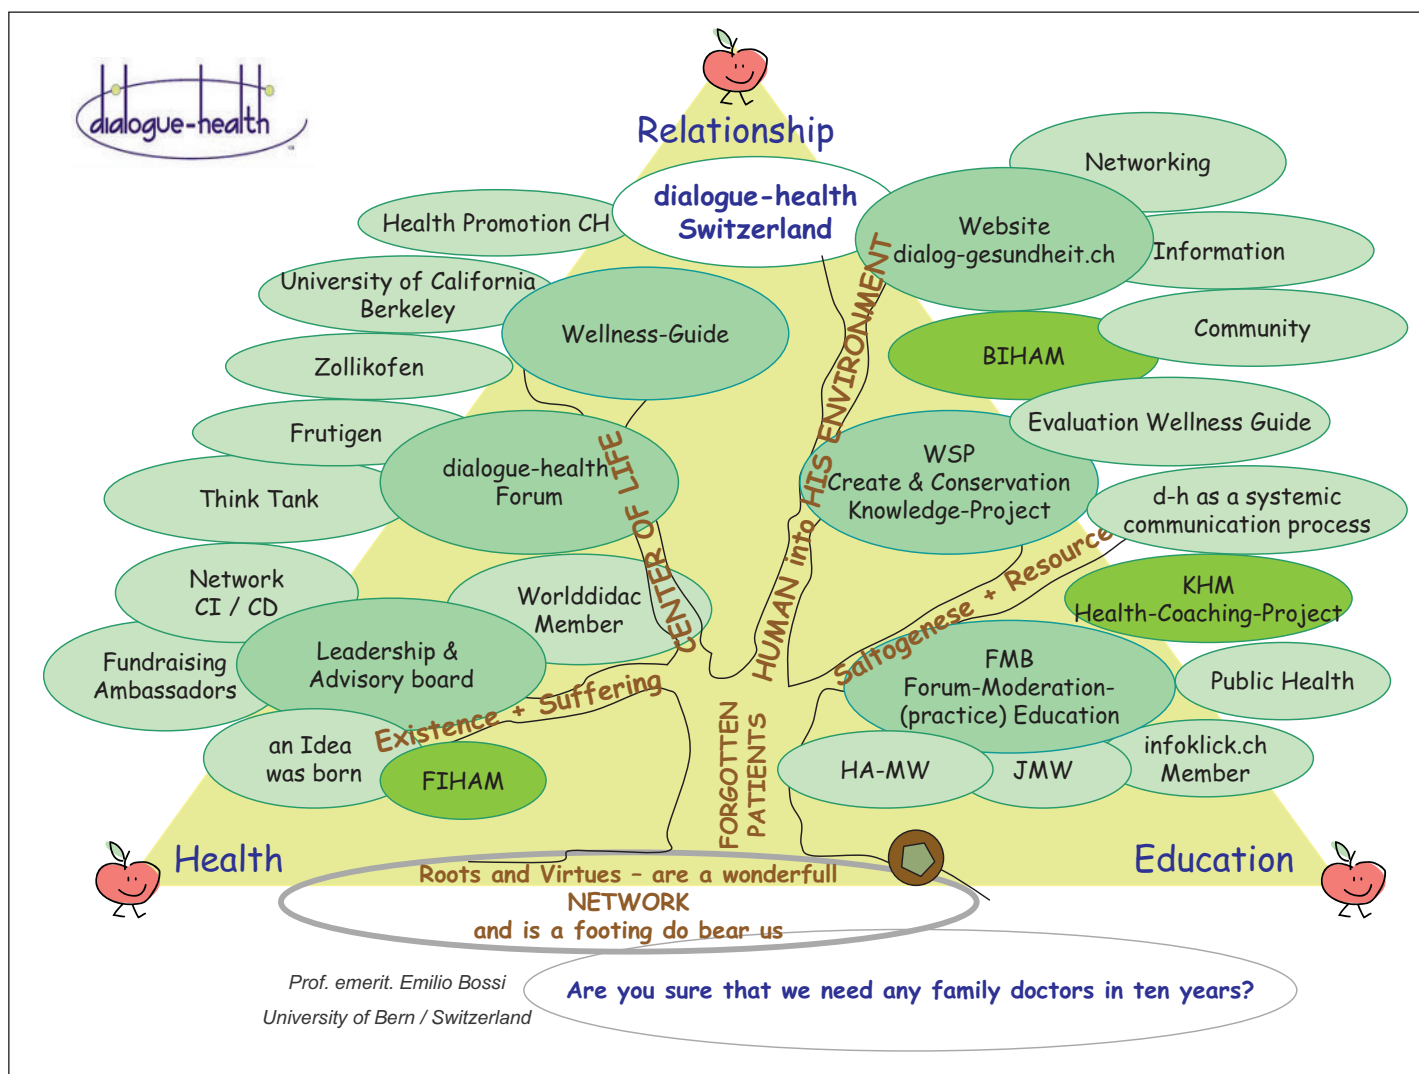 dialogue-health
Relationship
dialogue-health
Switzerland
Networking
Website
dialog-gesundheit.ch
Information
Health Promotion CH
University of California
Berkeley
Wellness-Guide
Community
BIHAM
Zollikofen
Evaluation Wellness Guide
Frutigen
dialogue-health
Forum
WSP
Create & Conservation
Knowledge-Project
Think Tank
d-h as a systemic
communication process
CENTER OF LIFE
HUMAN into HIS ENVIRONMENT
Saltogenese + Resource
Network
CI / CD
Worlddidac
Member
KHM
Health-Coaching-Project
Fundraising
Ambassadors
Leadership &
Advisory board
FMB
Forum-Moderation-
(practice) Education
Public Health
Existence + Suffering
an Idea
was born
FIHAM
FORGOTTEN
PATIENTS
HA-MW
JMW
infoklick.ch
Member
Health
Education
Roots and Virtues – are a wonderfull
NETWORK
and is a footing do bear us
Prof. emerit. Emilio Bossi
University of Bern / Switzerland
Are you sure that we need any family doctors in ten years?